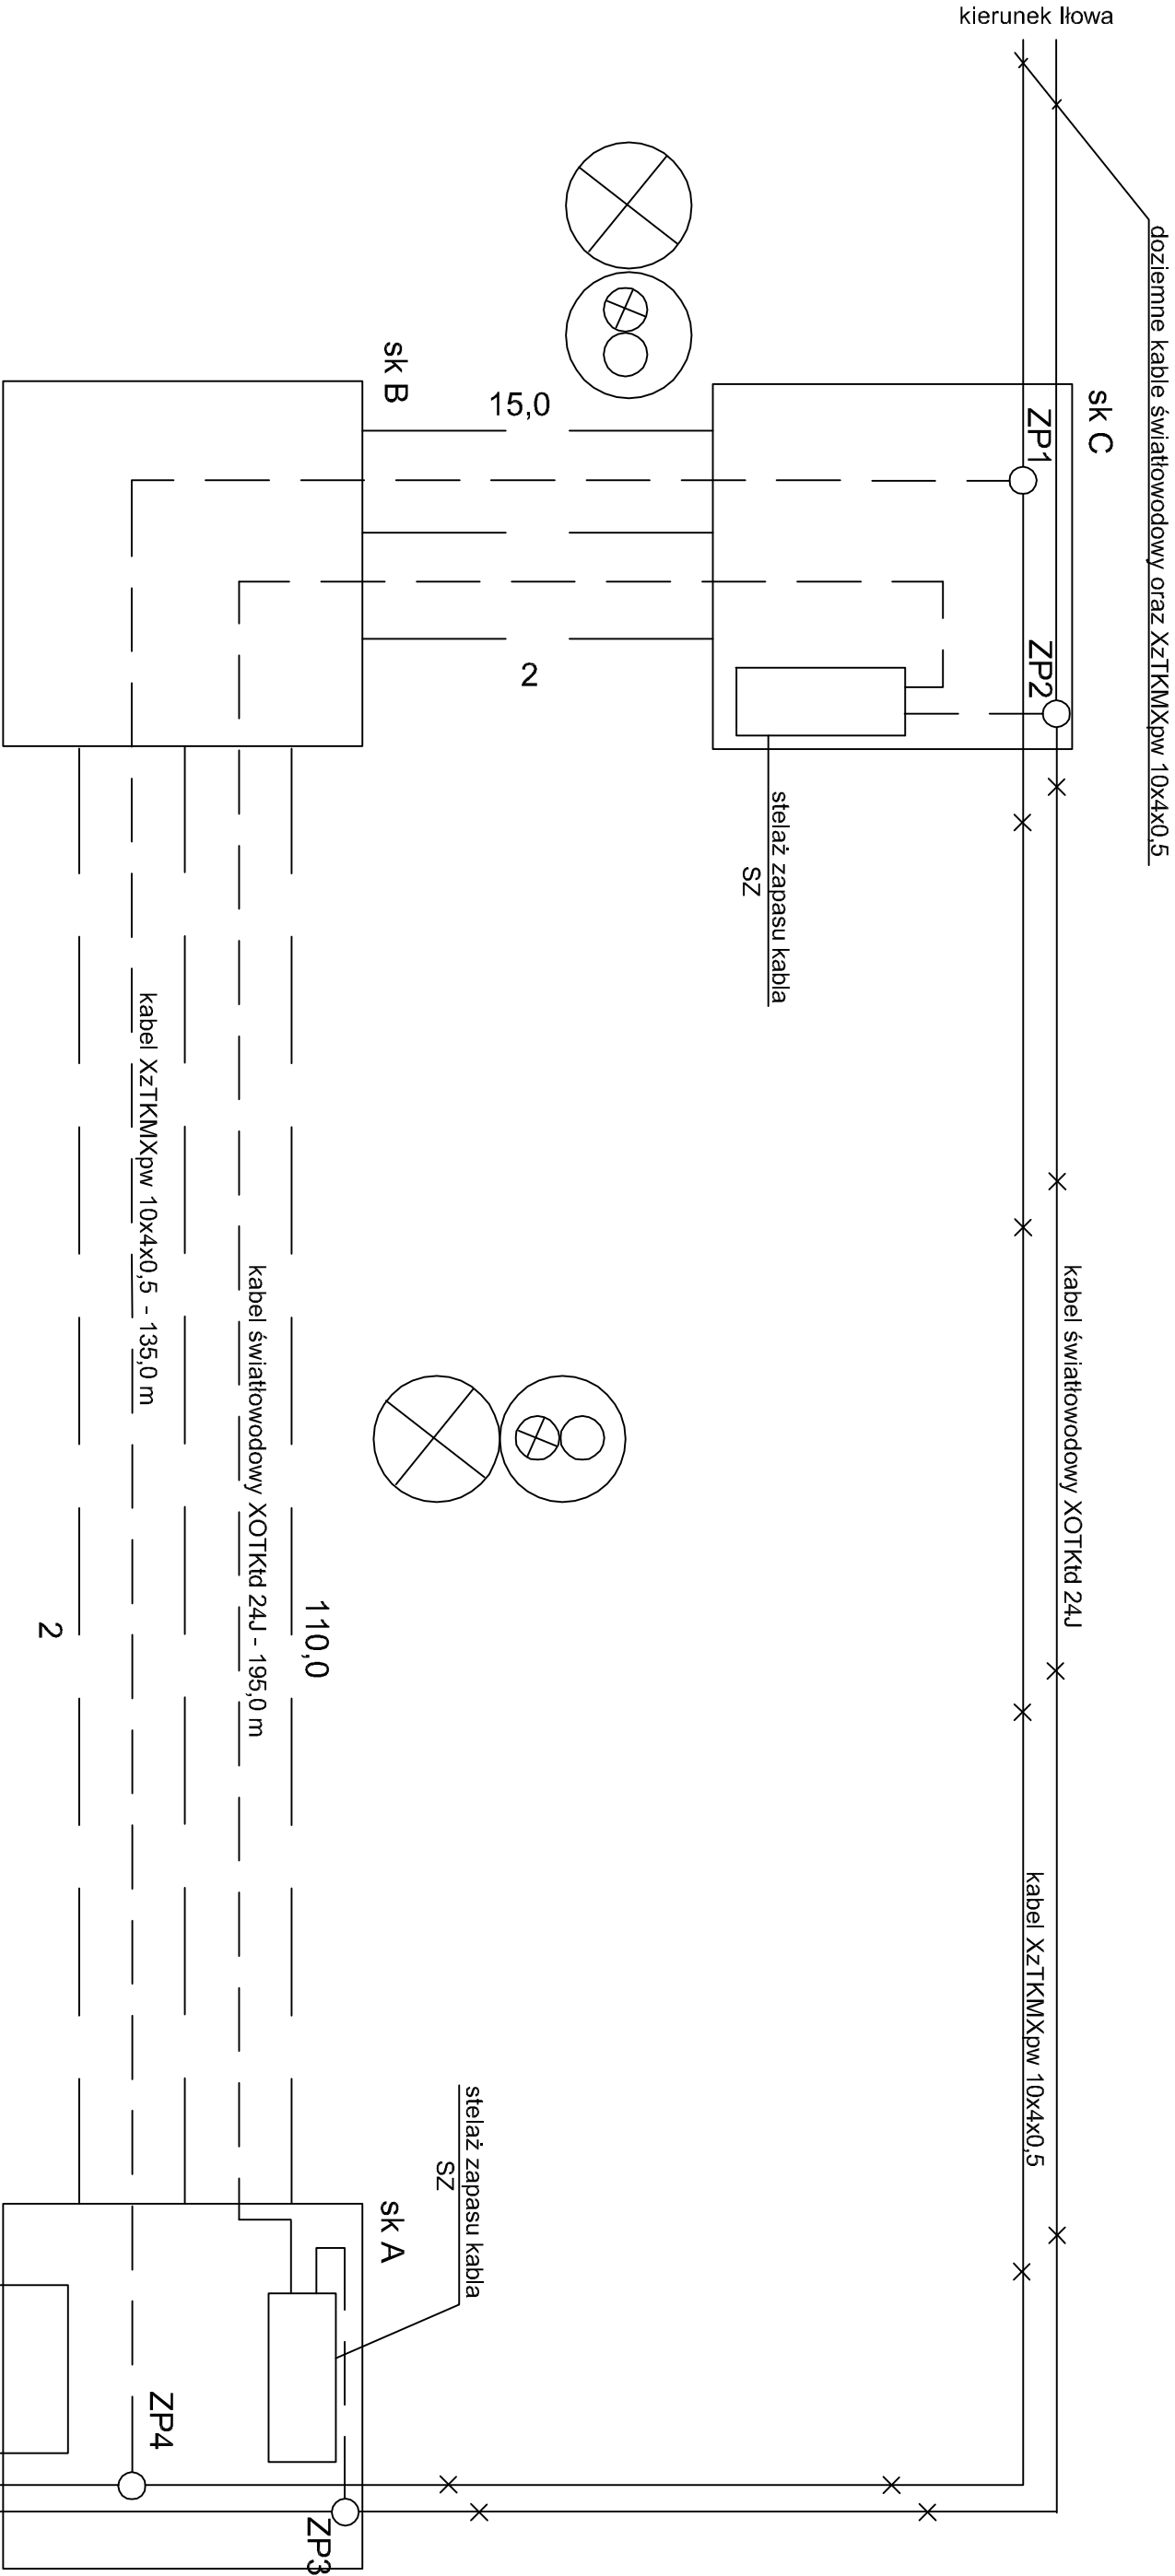 kierunek Iłowa
doziemne kable światłowodowy oraz XzTKMXpw 10x4x0,5
sk C
ZP1
ZP2
sk B
15,0
2
stelaż zapasu kabla
SZ
kabel XzTKMXpw 10x4x0,5 - 135,0 m
kabel światłowodowy XOTKtd 24J - 195,0 m
kabel światłowodowy XOTKtd 24J
110,0
2
kabel XzTKMXpw 10x4x0,5
stelaż zapasu kabla
SZ
sk A
ZP4
ZP3